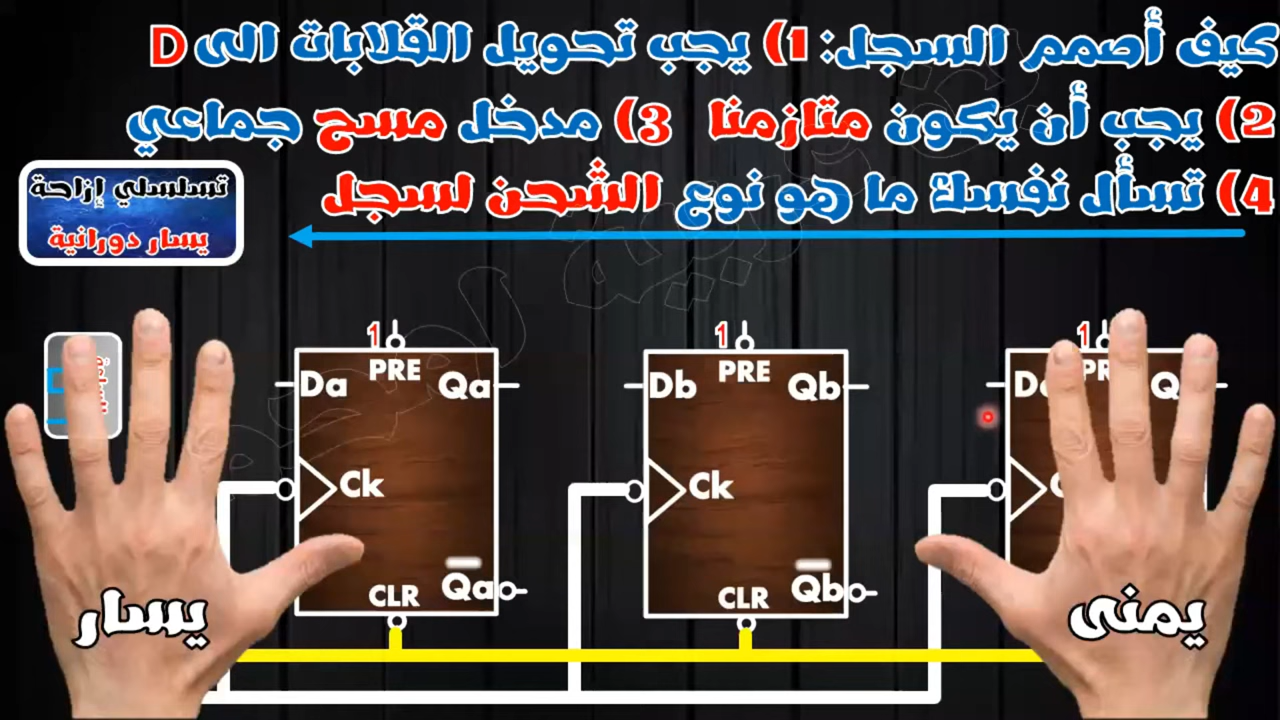 كيف أصمم السجل: 1) يجب تحويل القلابات الى D
2) يجب أن يكون متازمنا 3) مدخل مسح جماعي
4) تسأل نفسك ما هو نوع الشحن لسجل
تسلسلي إزاحة
يسار دورانية
1 1 1
PRE PRE PR
Da Qa Db Qb D Q
Ck Ck C
Qa Qb
CLR CLR
يسار يمنى